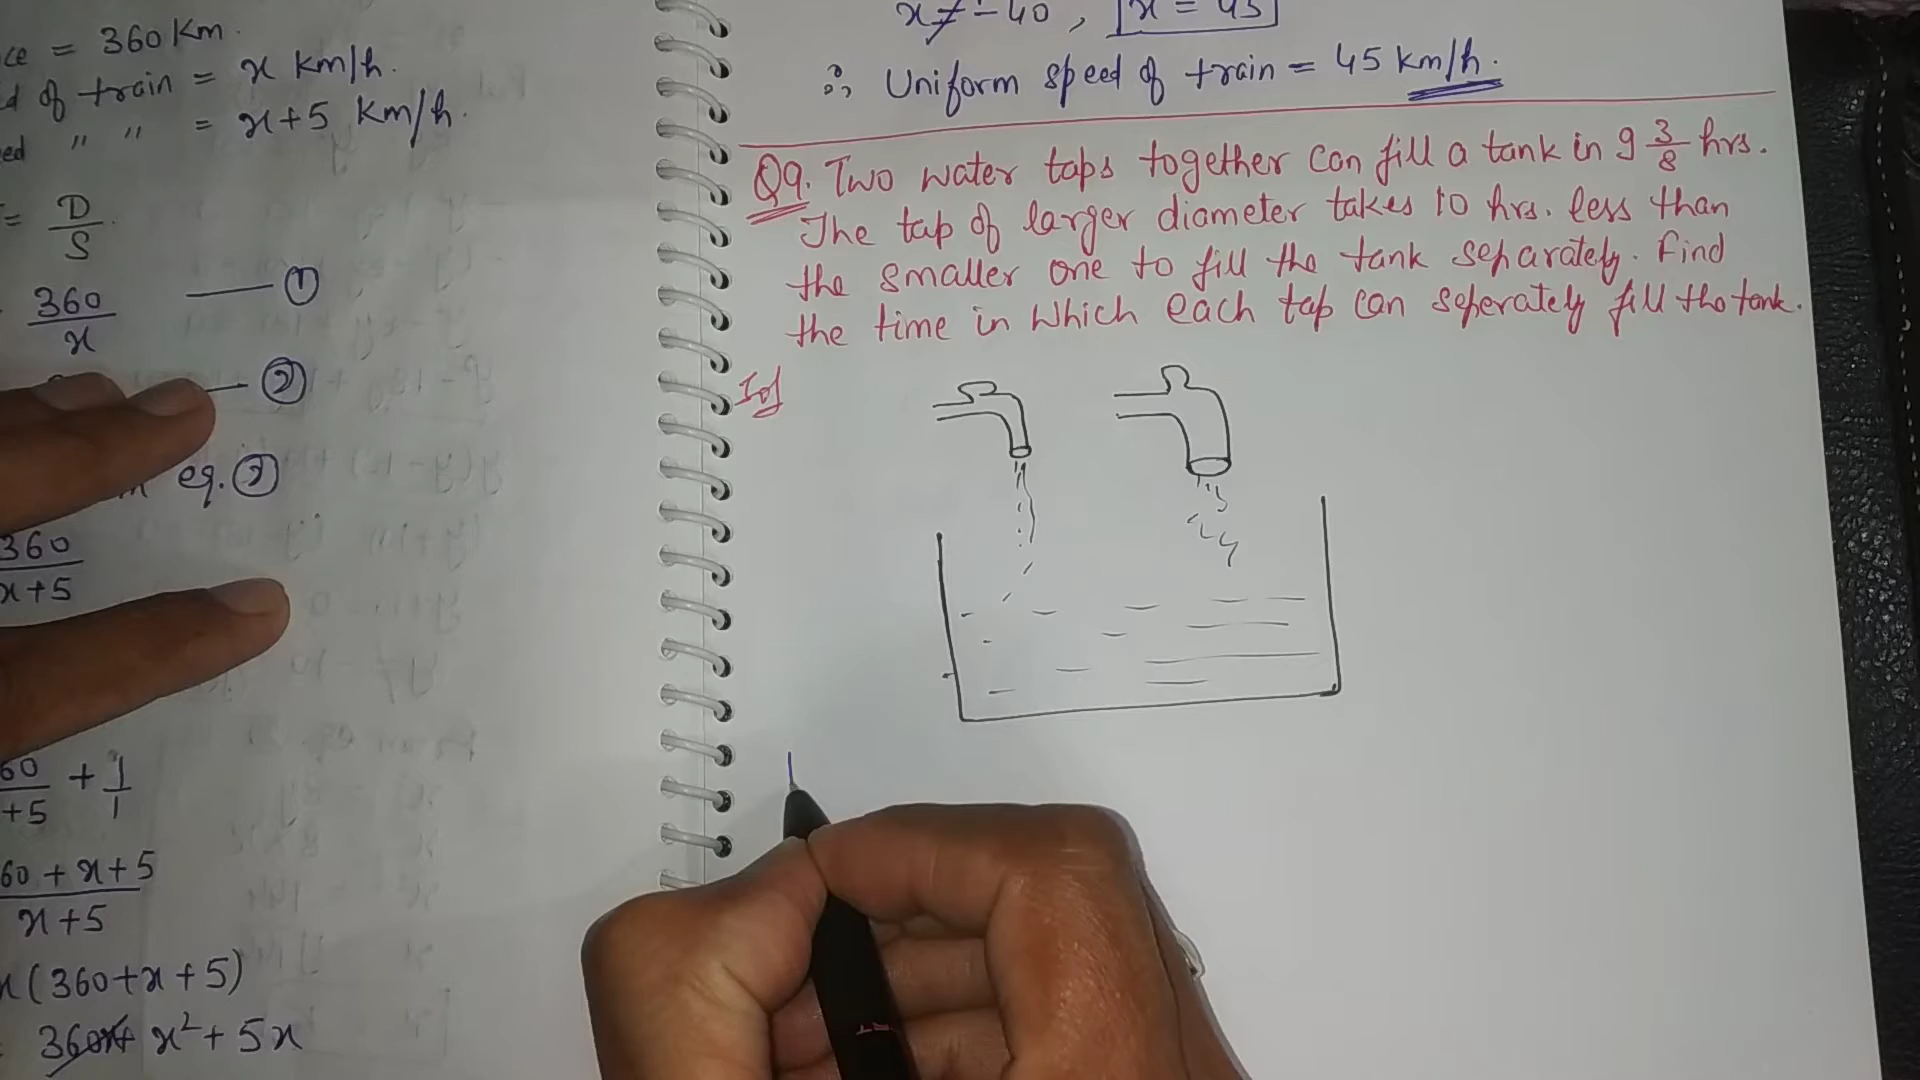 ce = 360 Km.
d of train = x km/h.
ed " " = x+5 km/h.
= D/S
360/x —— ①
— ②
eq. ②
360/x+5
60/+5 + 1/1
60 + x + 5
x+5
x(360+x+5)
360x+ x² + 5x
x ≠ -40 , x = 45
∴ Uniform speed of train = 45 km/h.
Q9. Two water taps together can fill a tank in 9 3/8 hrs.
The tap of larger diameter takes 10 hrs. less than
the smaller one to fill the tank separately. Find
the time in which each tap can seperately fill the tank.
Sol